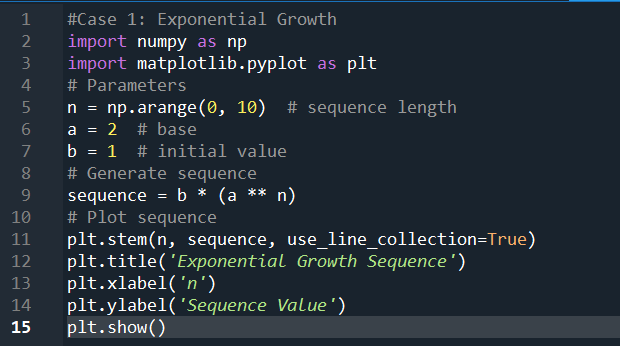 1 #Case 1: Exponential Growth
2 import numpy as np
3 import matplotlib.pyplot as plt
4 # Parameters
5 n = np.arange(0, 10)  # sequence length
6 a = 2  # base
7 b = 1  # initial value
8 # Generate sequence
9 sequence = b * (a ** n)
10 # Plot sequence
11 plt.stem(n, sequence, use_line_collection=True)
12 plt.title('Exponential Growth Sequence')
13 plt.xlabel('n')
14 plt.ylabel('Sequence Value')
15 plt.show()